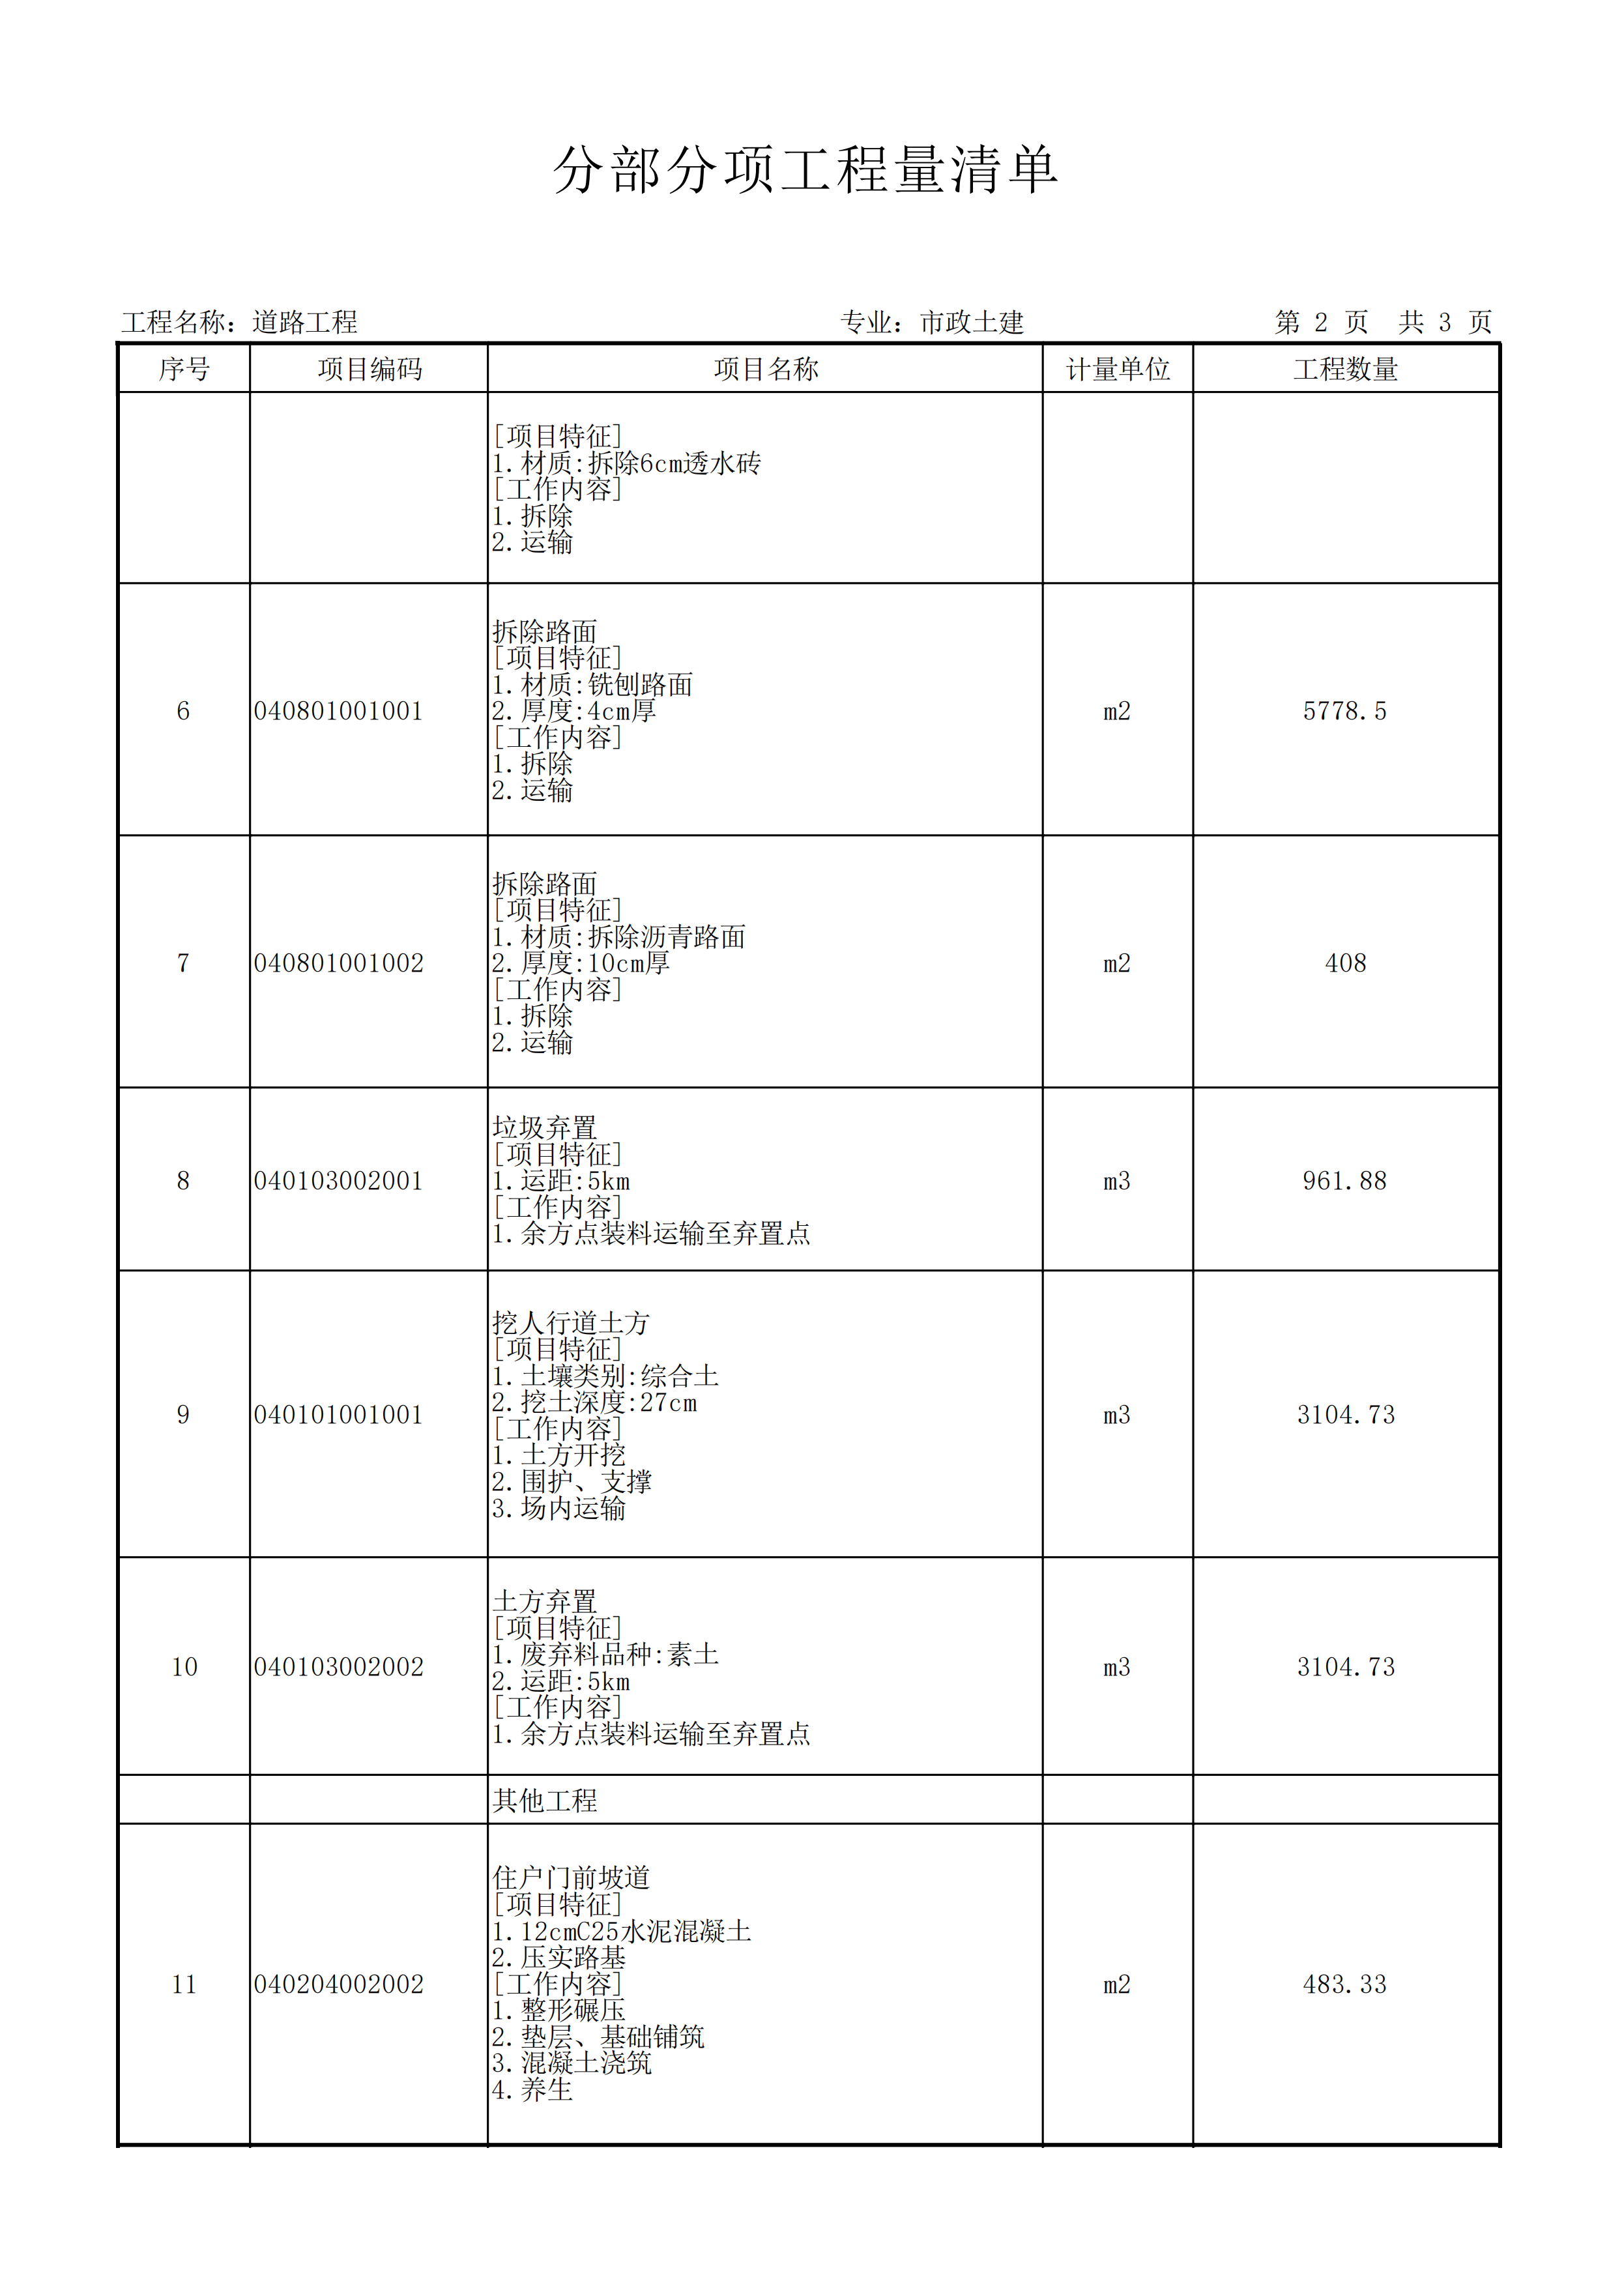 分部分项工程量清单
工程名称：道路工程 专业：市政土建 第 2 页 共 3 页
序号 项目编码 项目名称 计量单位 工程数量
[项目特征]
1.材质:拆除6cm透水砖
[工作内容]
1.拆除
2.运输
拆除路面
[项目特征]
1.材质:铣刨路面
6 040801001001 2.厚度:4cm厚 m2 5778.5
[工作内容]
1.拆除
2.运输
拆除路面
[项目特征]
1.材质:拆除沥青路面
7 040801001002 2.厚度:10cm厚 m2 408
[工作内容]
1.拆除
2.运输
垃圾弃置
[项目特征]
8 040103002001 1.运距:5km m3 961.88
[工作内容]
1.余方点装料运输至弃置点
挖人行道土方
[项目特征]
1.土壤类别:综合土
2.挖土深度:27cm
9 040101001001 [工作内容] m3 3104.73
1.土方开挖
2.围护、支撑
3.场内运输
土方弃置
[项目特征]
1.废弃料品种:素土
10 040103002002 2.运距:5km m3 3104.73
[工作内容]
1.余方点装料运输至弃置点
其他工程
住户门前坡道
[项目特征]
1.12cmC25水泥混凝土
2.压实路基
11 040204002002 [工作内容] m2 483.33
1.整形碾压
2.垫层、基础铺筑
3.混凝土浇筑
4.养生